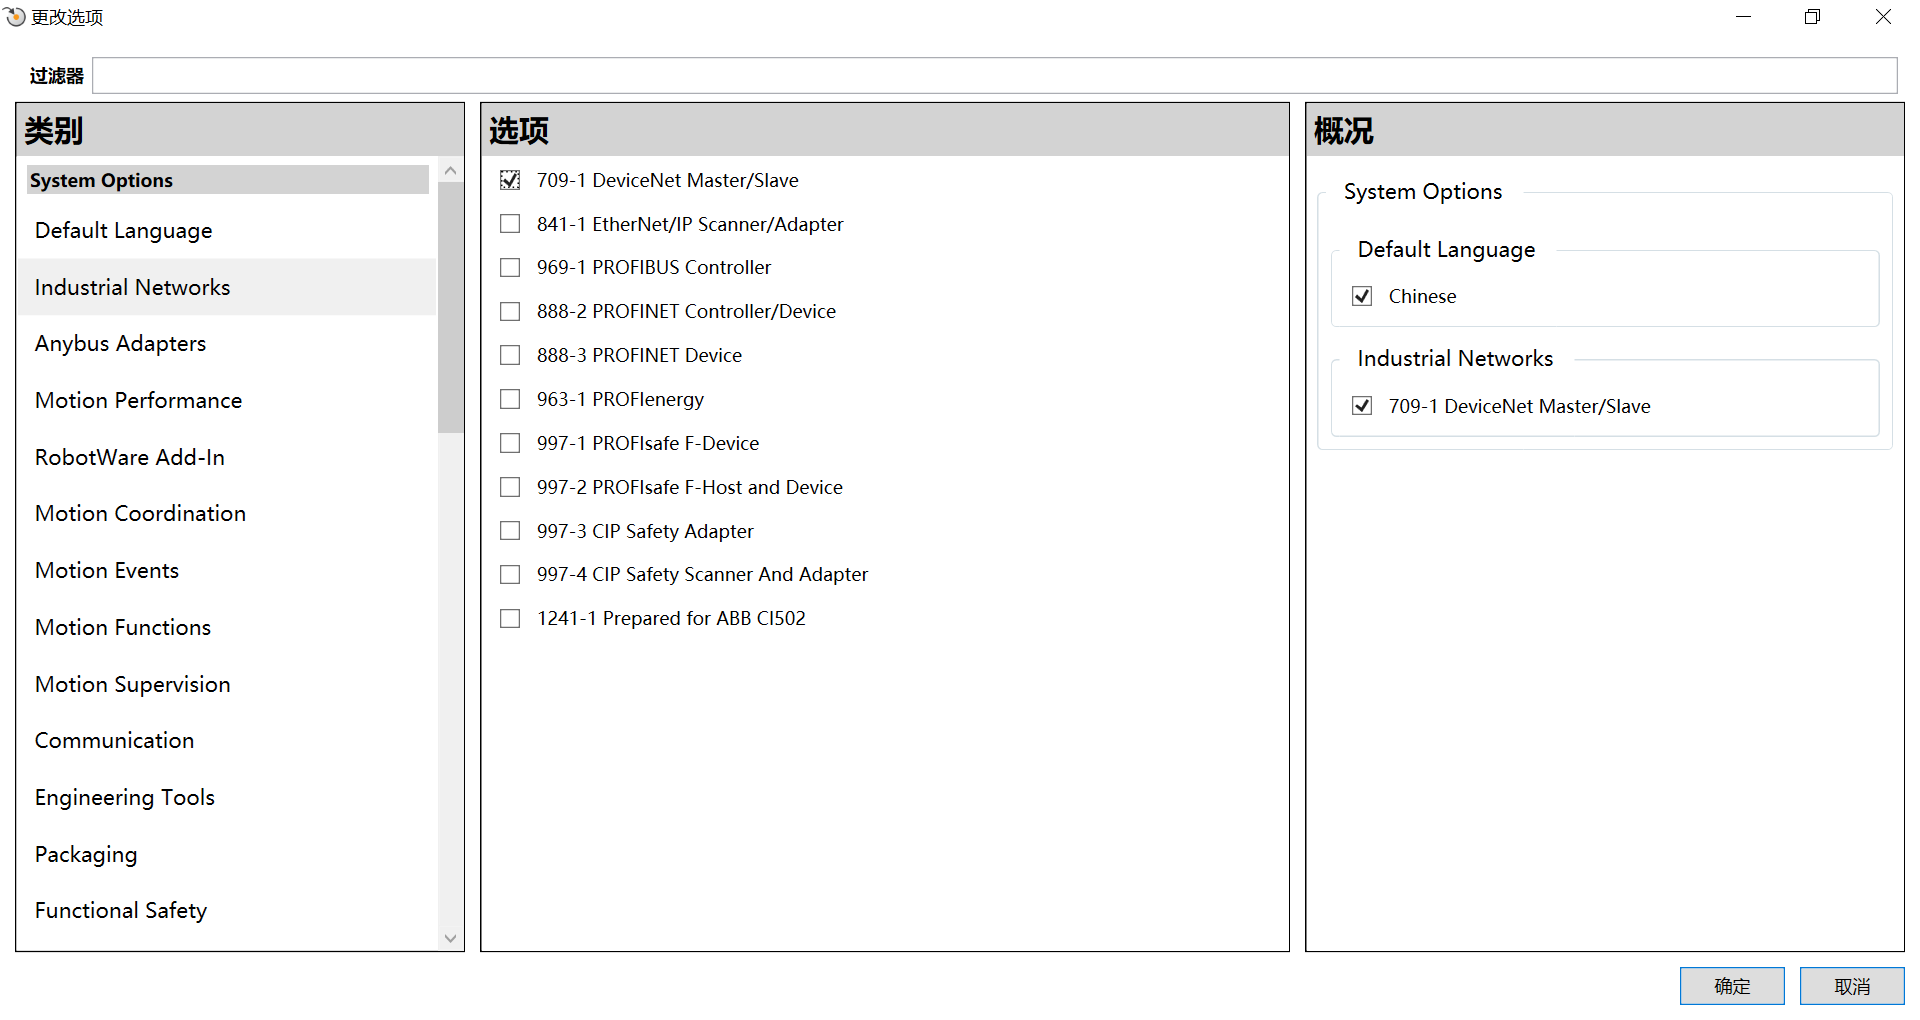 更改选项
过滤器
类别
System Options
Default Language
Industrial Networks
Anybus Adapters
Motion Performance
RobotWare Add-In
Motion Coordination
Motion Events
Motion Functions
Motion Supervision
Communication
Engineering Tools
Packaging
Functional Safety
选项
709-1 DeviceNet Master/Slave
841-1 EtherNet/IP Scanner/Adapter
969-1 PROFIBUS Controller
888-2 PROFINET Controller/Device
888-3 PROFINET Device
963-1 PROFIenergy
997-1 PROFIsafe F-Device
997-2 PROFIsafe F-Host and Device
997-3 CIP Safety Adapter
997-4 CIP Safety Scanner And Adapter
1241-1 Prepared for ABB CI502
概况
System Options
Default Language
Chinese
Industrial Networks
709-1 DeviceNet Master/Slave
确定
取消